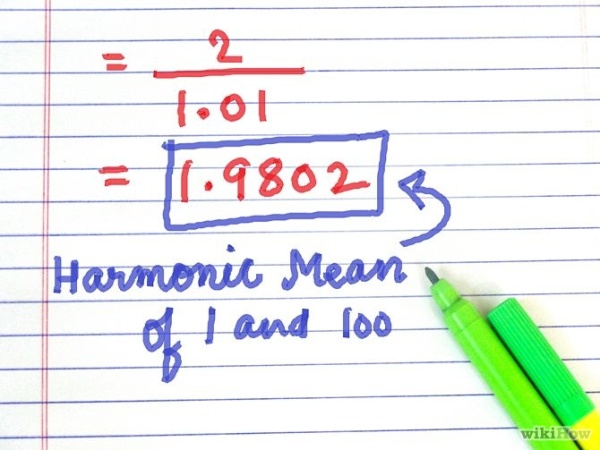 = 2
1.01
= 1.9802
Harmonic Mean
of 1 and 100
wikiHow